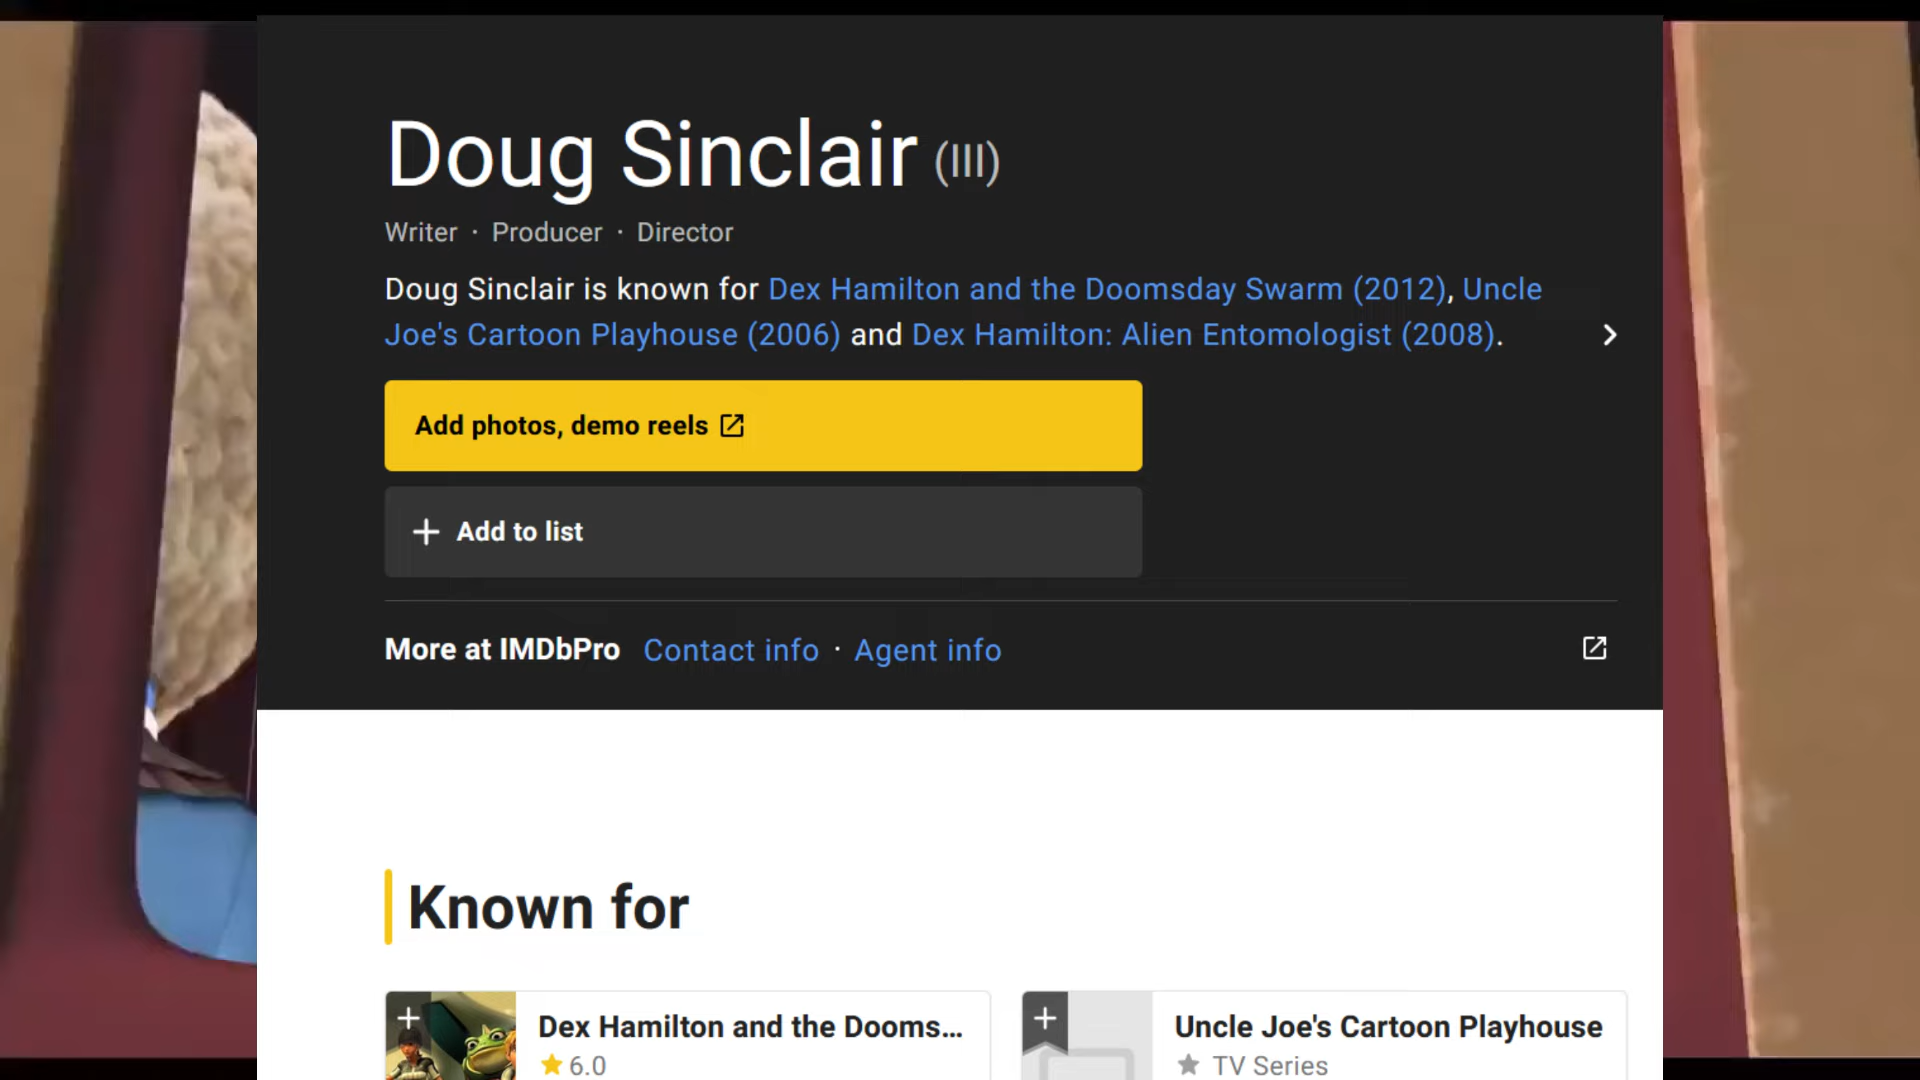 Doug Sinclair (III)
Writer · Producer · Director
Doug Sinclair is known for Dex Hamilton and the Doomsday Swarm (2012), Uncle
Joe's Cartoon Playhouse (2006) and Dex Hamilton: Alien Entomologist (2008).
Add photos, demo reels
Add to list
More at IMDbPro Contact info · Agent info
Known for
Dex Hamilton and the Dooms...
6.0
Uncle Joe's Cartoon Playhouse
TV Series